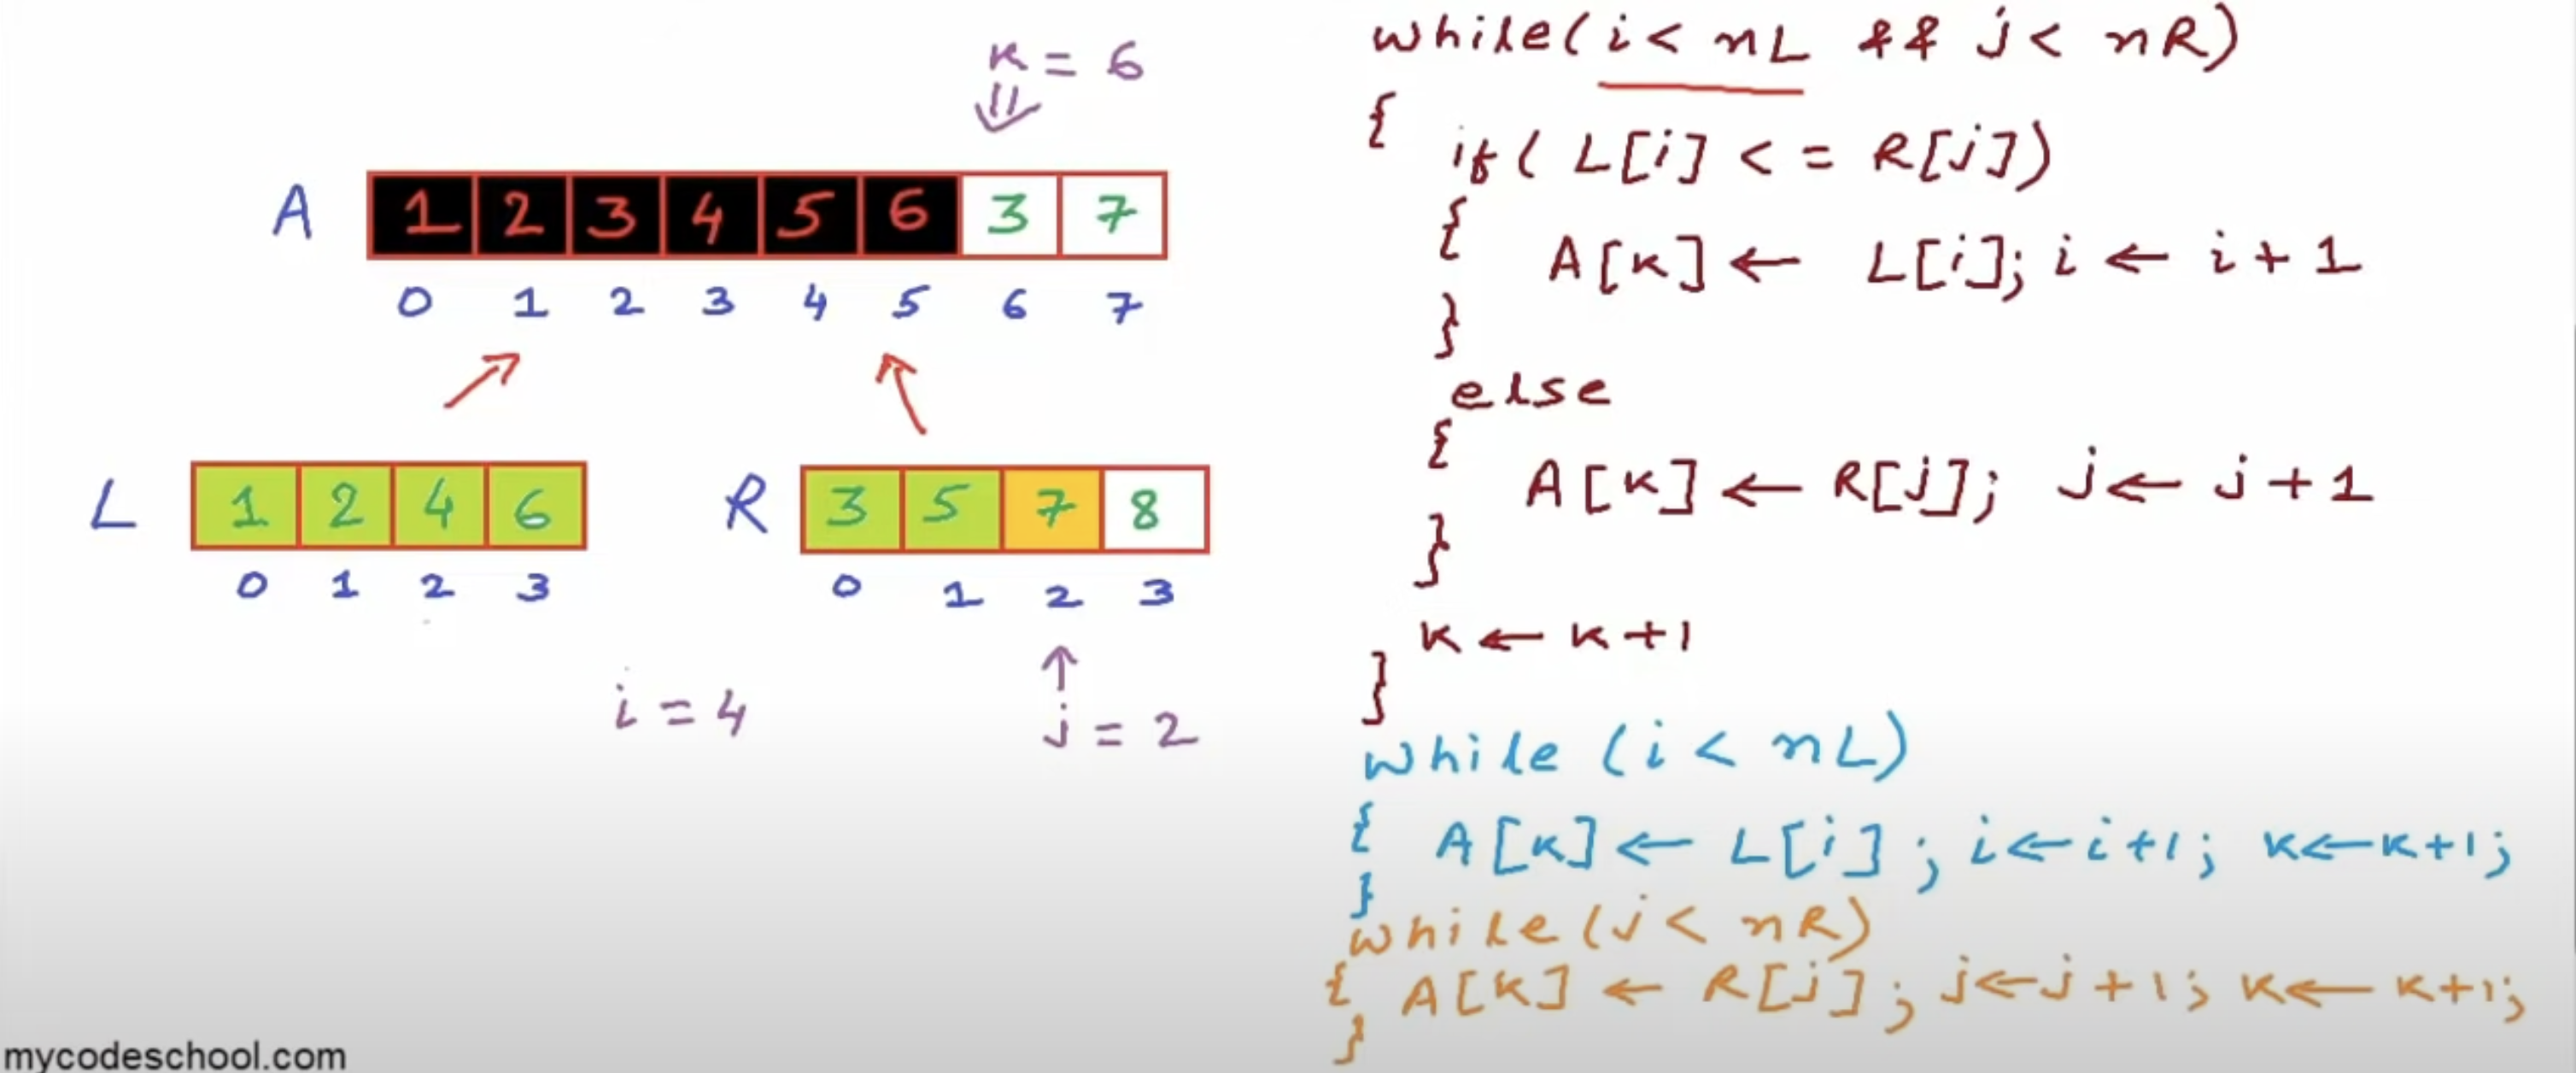 K = 6
A 1 2 3 4 5 6 3 7
0 1 2 3 4 5 6 7
L 1 2 4 6
0 1 2 3
R 3 5 7 8
0 1 2 3
i = 4
j = 2
while(i < nL && j < nR)
{
if( L[i] <= R[j])
{
A[k] ← L[i]; i ← i + 1
}
else
{
A[k] ← R[j]; j ← j + 1
}
k ← k + 1
}
while (i < nL)
{ A[k] ← L[i] ; i ← i+1; k ← k+1;
}
while (j < nR)
{ A[k] ← R[j] ; j ← j + 1; k ← k+1;
}
mycodeschool.com